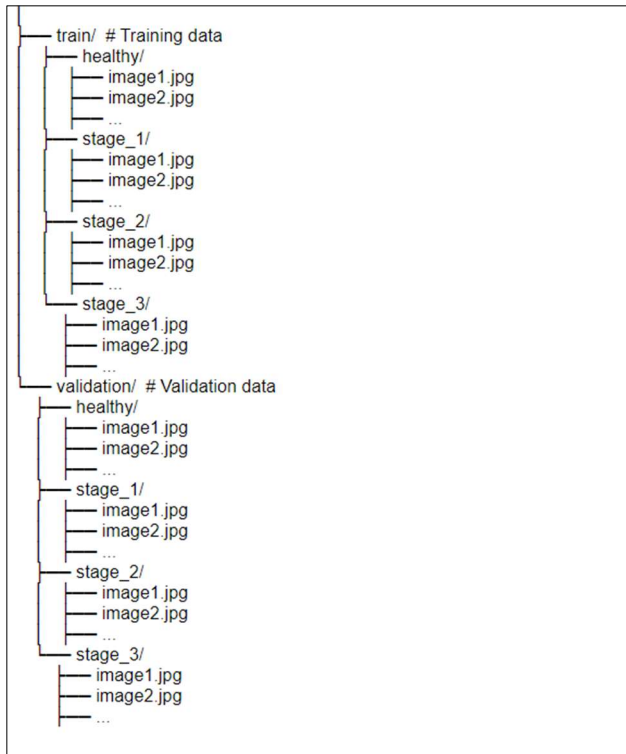 train/ # Training data
healthy/
image1.jpg
image2.jpg
...
stage_1/
image1.jpg
image2.jpg
...
stage_2/
image1.jpg
image2.jpg
...
stage_3/
image1.jpg
image2.jpg
...
validation/ # Validation data
healthy/
image1.jpg
image2.jpg
...
stage_1/
image1.jpg
image2.jpg
...
stage_2/
image1.jpg
image2.jpg
...
stage_3/
image1.jpg
image2.jpg
...